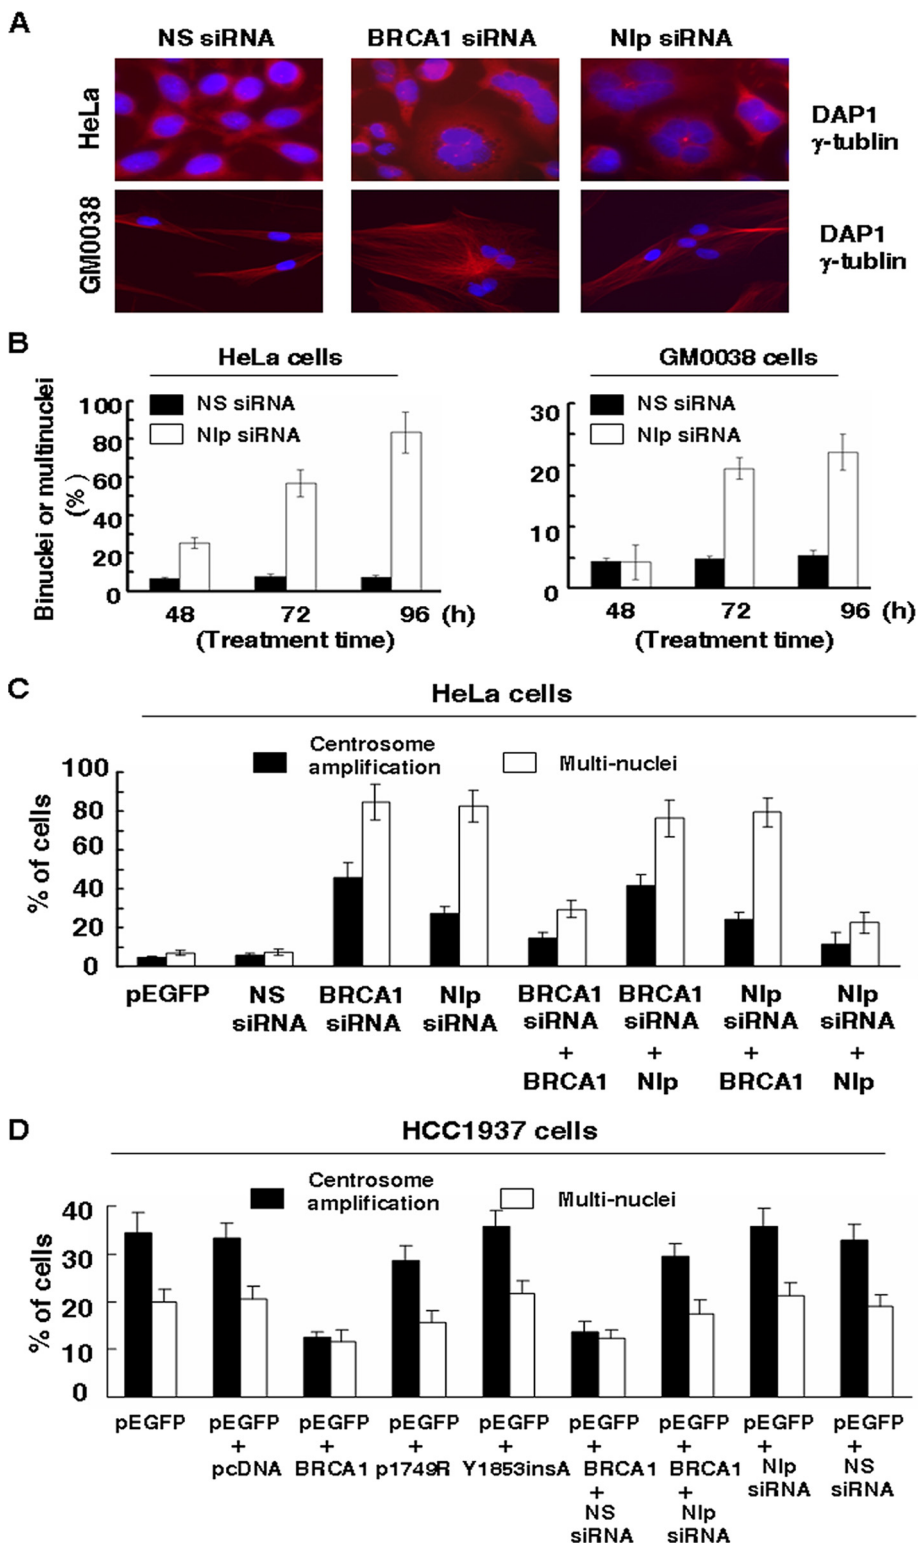 A
NS siRNA BRCA1 siRNA Nlp siRNA
HeLa
DAP1
γ-tublin
GM0038
DAP1
γ-tublin
B
HeLa cells
Binuclei or multinuclei
(%)
100
80
60
40
20
0
NS siRNA
Nlp siRNA
48 72 96 (h)
(Treatment time)
GM0038 cells
30
20
10
0
NS siRNA
Nlp siRNA
48 72 96 (h)
(Treatment time)
C
HeLa cells
Centrosome
amplification
Multi-nuclei
% of cells
100
80
60
40
20
0
pEGFP
NS
siRNA
BRCA1
siRNA
Nlp
siRNA
BRCA1
siRNA
+
BRCA1
BRCA1
siRNA
+
Nlp
Nlp
siRNA
+
BRCA1
Nlp
siRNA
+
Nlp
D
HCC1937 cells
Centrosome
amplification
Multi-nuclei
% of cells
40
30
20
10
0
pEGFP
pEGFP
+
pcDNA
pEGFP
+
BRCA1
pEGFP
+
p1749R
pEGFP
+
Y1853insA
pEGFP
+
BRCA1
+
NS
siRNA
pEGFP
+
BRCA1
+
Nlp
siRNA
pEGFP
+
Nlp
siRNA
pEGFP
+
NS
siRNA